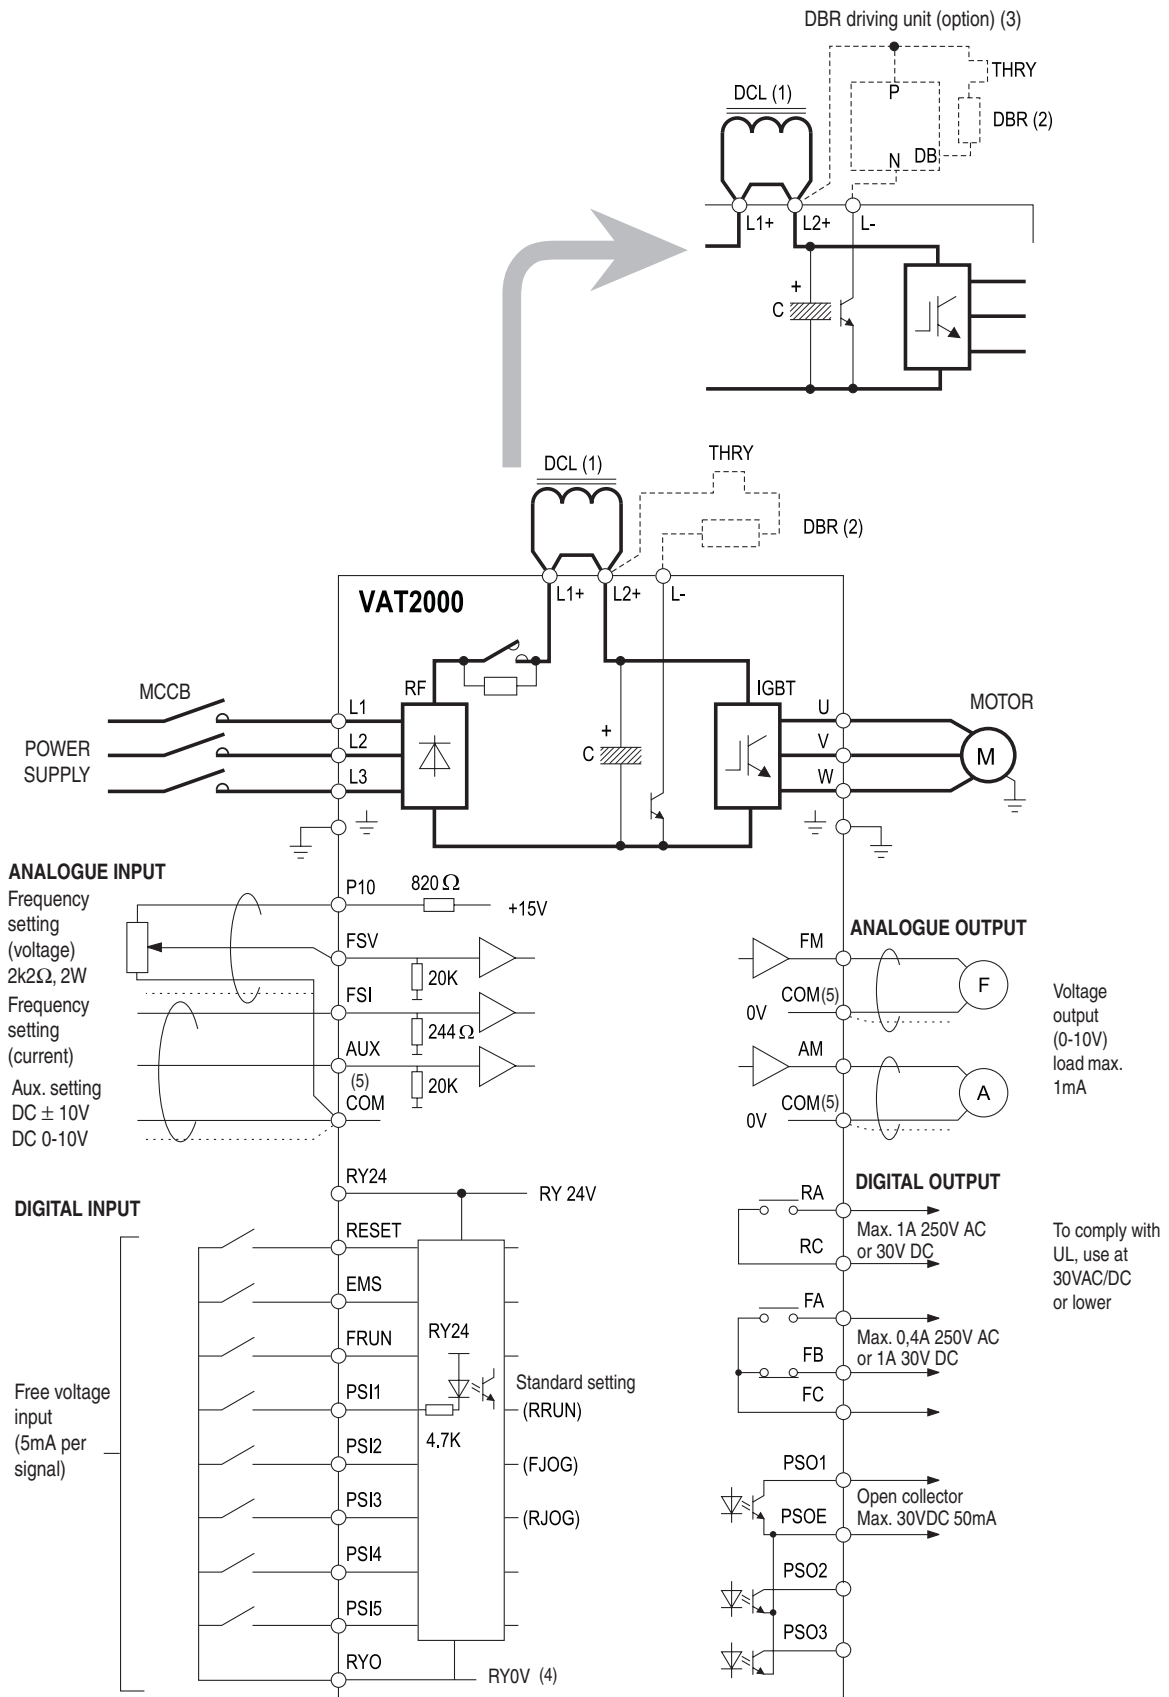 DBR driving unit (option) (3)
THRY
DCL (1)
P
DBR (2)
N
DB
L1+
L2+
L-
+
C
THRY
DCL (1)
DBR (2)
L1+
L2+
L-
VAT2000
MCCB
RF
IGBT
MOTOR
L1
U
POWER
SUPPLY
L2
+
C
V
M
L3
W
ANALOGUE INPUT
Frequency
setting
(voltage)
2k2Ω, 2W
P10
820 Ω
+15V
FSV
20K
Frequency
setting
(current)
FSI
244 Ω
AUX
(5)
20K
Aux. setting
DC ± 10V
DC 0-10V
COM
ANALOGUE OUTPUT
FM
F
COM(5)
0V
AM
A
COM(5)
0V
Voltage
output
(0-10V)
load max.
1mA
RY24
RY 24V
DIGITAL INPUT
RESET
EMS
FRUN
RY24
PSI1
4.7K
Standard setting
(RRUN)
PSI2
(FJOG)
PSI3
(RJOG)
PSI4
PSI5
RYO
RY0V (4)
Free voltage
input
(5mA per
signal)
DIGITAL OUTPUT
RA
Max. 1A 250V AC
or 30V DC
RC
To comply with
UL, use at
30VAC/DC
or lower
FA
Max. 0,4A 250V AC
or 1A 30V DC
FB
FC
PSO1
Open collector
Max. 30VDC 50mA
PSOE
PSO2
PSO3